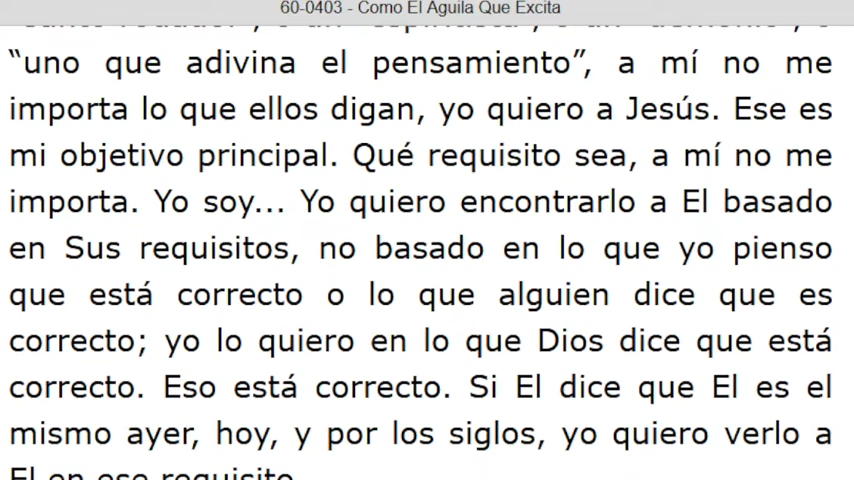 60-0403 - Como El Aguila Que Excita
“uno que adivina el pensamiento”, a mí no me
importa lo que ellos digan, yo quiero a Jesús. Ese es
mi objetivo principal. Qué requisito sea, a mí no me
importa. Yo soy... Yo quiero encontrarlo a El basado
en Sus requisitos, no basado en lo que yo pienso
que está correcto o lo que alguien dice que es
correcto; yo lo quiero en lo que Dios dice que está
correcto. Eso está correcto. Si El dice que El es el
mismo ayer, hoy, y por los siglos, yo quiero verlo a
El en ese requisito.